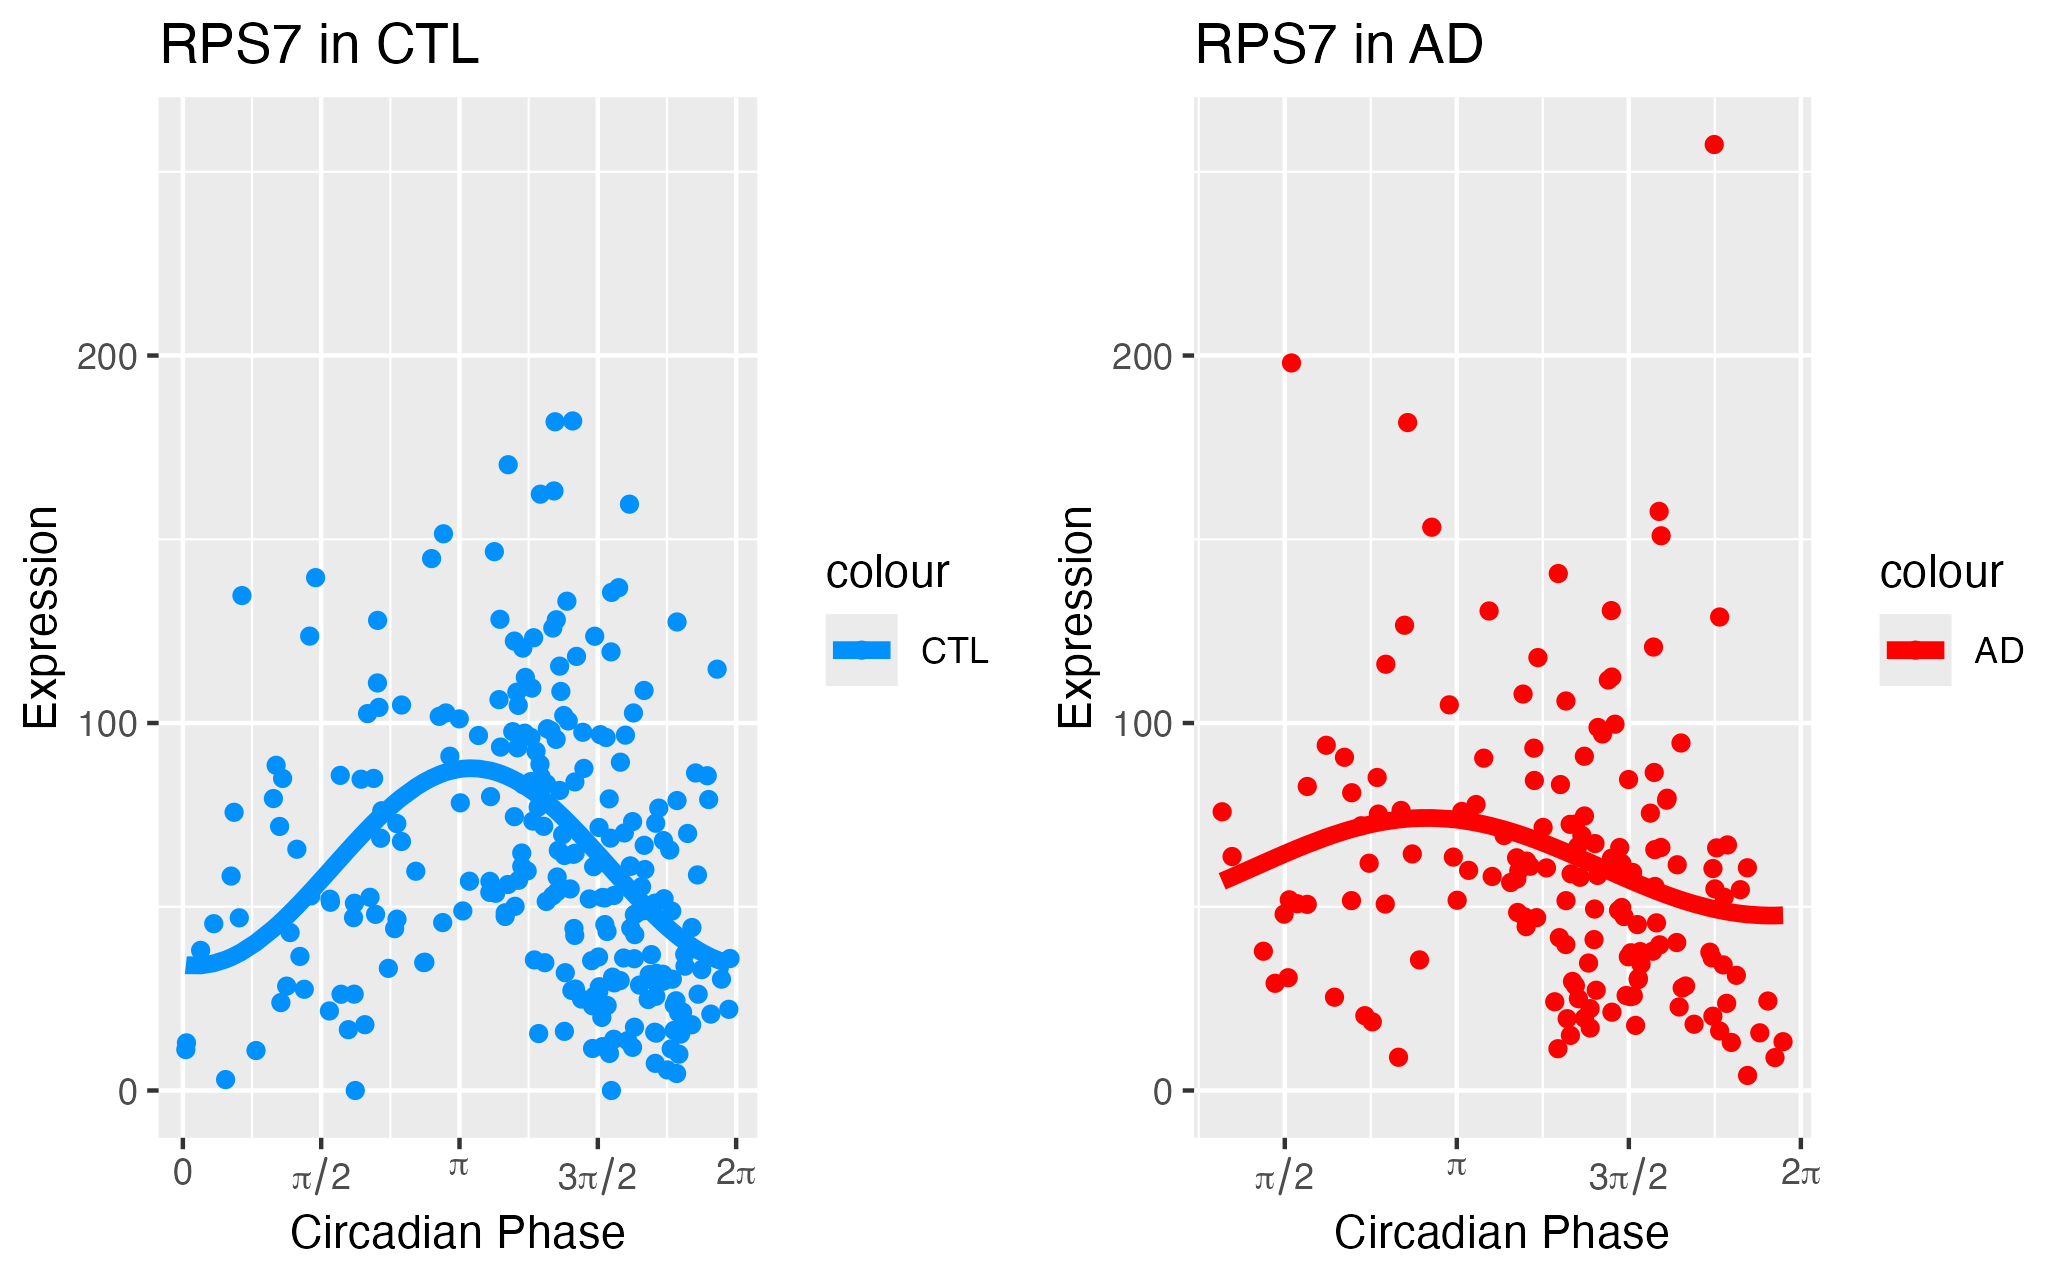 RPS7 in CTL
Expression
200
100
0
0 π/2 π 3π/2 2π
Circadian Phase
colour
CTL
RPS7 in AD
Expression
200
100
0
π/2 π 3π/2 2π
Circadian Phase
colour
AD